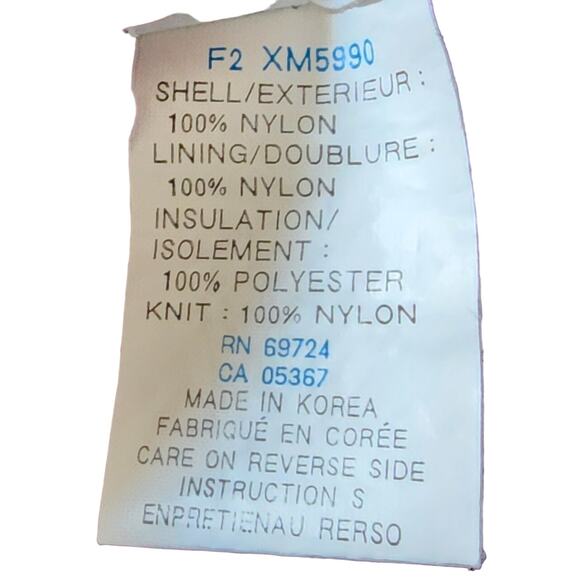 F2 XM5990
SHELL/EXTERIEUR :
100% NYLON
LINING/DOUBLURE :
100% NYLON
INSULATION/
ISOLEMENT :
100% POLYESTER
KNIT : 100% NYLON
RN 69724
CA 05367
MADE IN KOREA
FABRIQUÉ EN CORÉE
CARE ON REVERSE SIDE
INSTRUCTION S
ENPRETIENAU RERSO